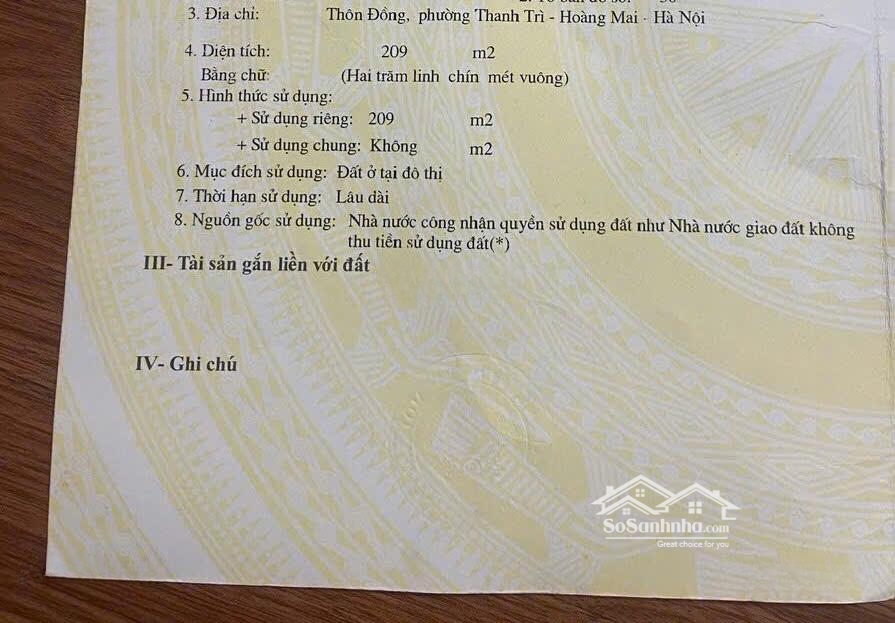 3. Địa chỉ: Thôn Đồng, phường Thanh Trì - Hoàng Mai - Hà Nội
4. Diện tích: 209 m2
Bằng chữ: (Hai trăm linh chín mét vuông)
5. Hình thức sử dụng:
+ Sử dụng riêng: 209 m2
+ Sử dụng chung: Không m2
6. Mục đích sử dụng: Đất ở tại đô thị
7. Thời hạn sử dụng: Lâu dài
8. Nguồn gốc sử dụng: Nhà nước công nhận quyền sử dụng đất như Nhà nước giao đất không
thu tiền sử dụng đất(*)
III- Tài sản gắn liền với đất
IV- Ghi chú
SoSanhnha.com
Great choice for you